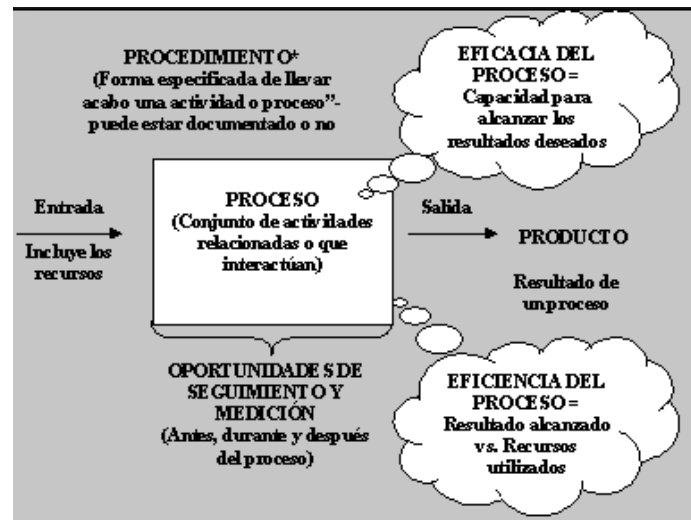 PROCEDIMIENTO*
(Forma especificada de llevar
acabo una actividad o proceso”-
puede estar documentado o no
EFICACIA DEL
PROCESO =
Capacidad para
alcanzar los
resultados deseados
Entrada
Incluye los
recursos
PROCESO
(Conjunto de actividades
relacionadas o que
interactúan)
Salida
PRODUCTO
Resultado de
un proceso
OPORTUNIDADES DE
SEGUIMIENTO Y
MEDICIÓN
(Antes, durante y después
del proceso)
EFICIENCIA DEL
PROCESO =
Resultado alcanzado
vs. Recursos
utilizados